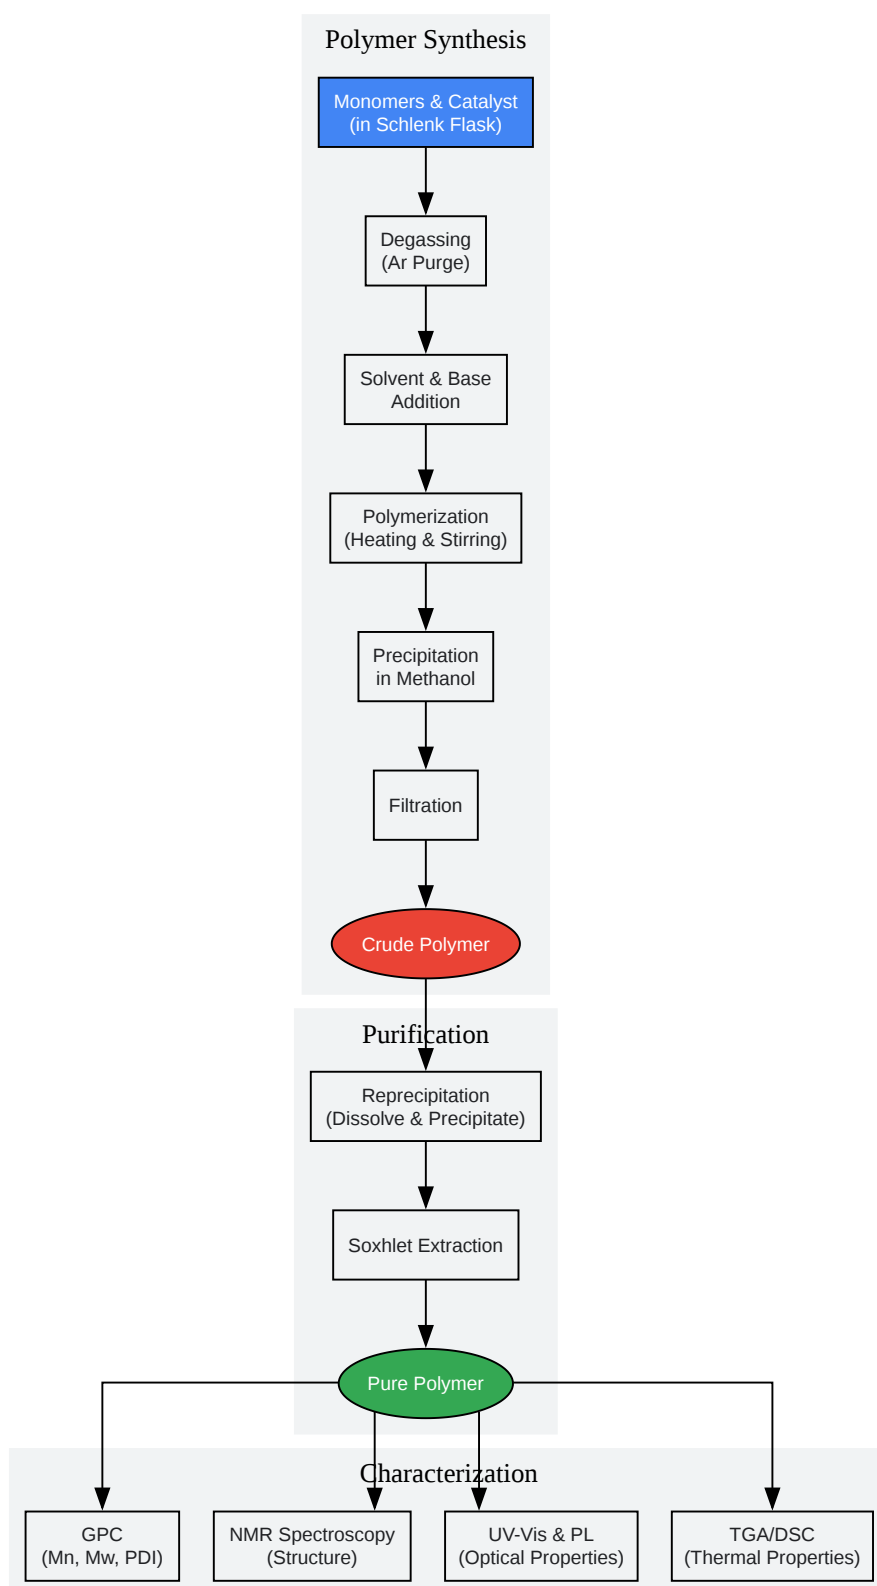 Polymer Synthesis
Monomers & Catalyst
(in Schlenk Flask)
Degassing
(Ar Purge)
Solvent & Base
Addition
Polymerization
(Heating & Stirring)
Precipitation
in Methanol
Filtration
Crude Polymer
Purification
Reprecipitation
(Dissolve & Precipitate)
Soxhlet Extraction
Pure Polymer
Characterization
GPC
(Mn, Mw, PDI)
NMR Spectroscopy
(Structure)
UV-Vis & PL
(Optical Properties)
TGA/DSC
(Thermal Properties)